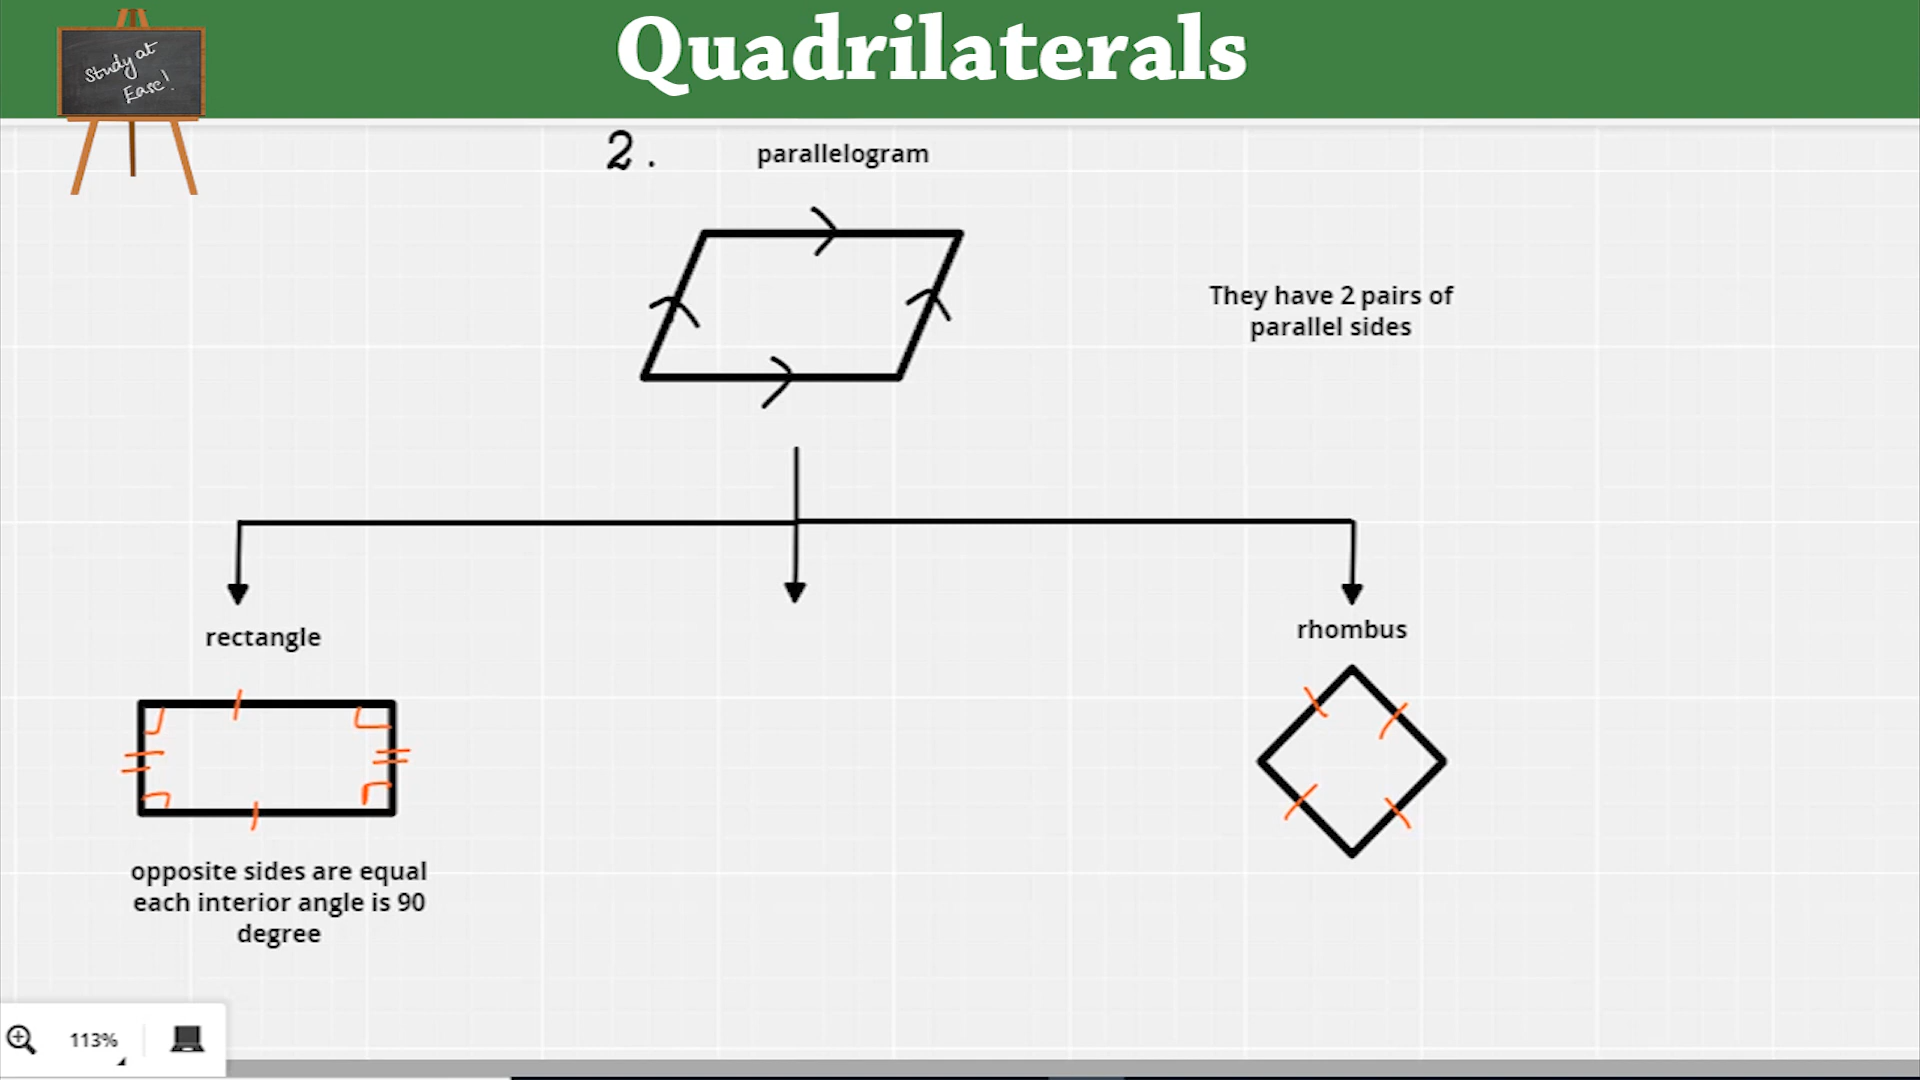 Study at
Ease!
Quadrilaterals
2.
parallelogram
They have 2 pairs of
parallel sides
rectangle
rhombus
opposite sides are equal
each interior angle is 90
degree
113%